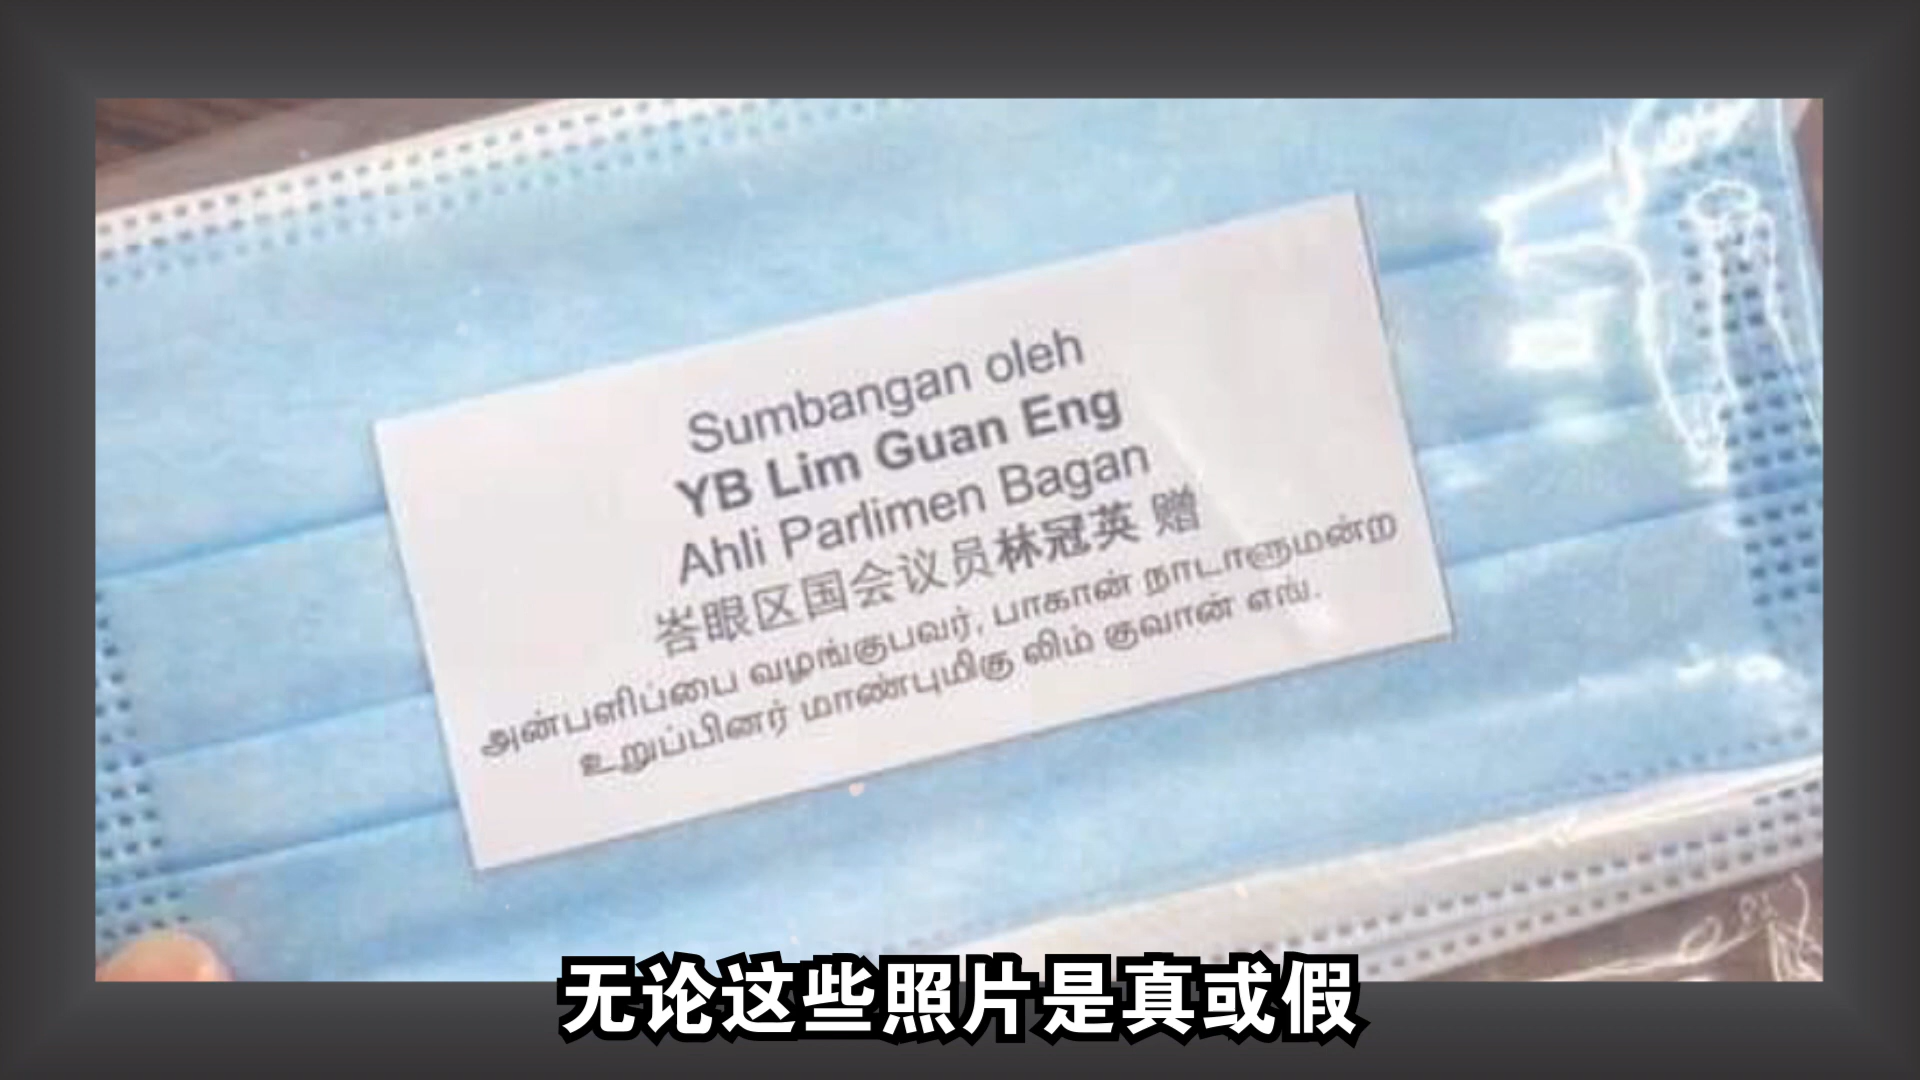 Sumbangan oleh
YB Lim Guan Eng
Ahli Parlimen Bagan
峇眼区国会议员林冠英 赠
அன்பளிப்பை வழங்குபவர், பாகான் நாடாளுமன்ற
உறுப்பினர் மாண்புமிகு லிம் குவான் எங்.
无论这些照片是真或假